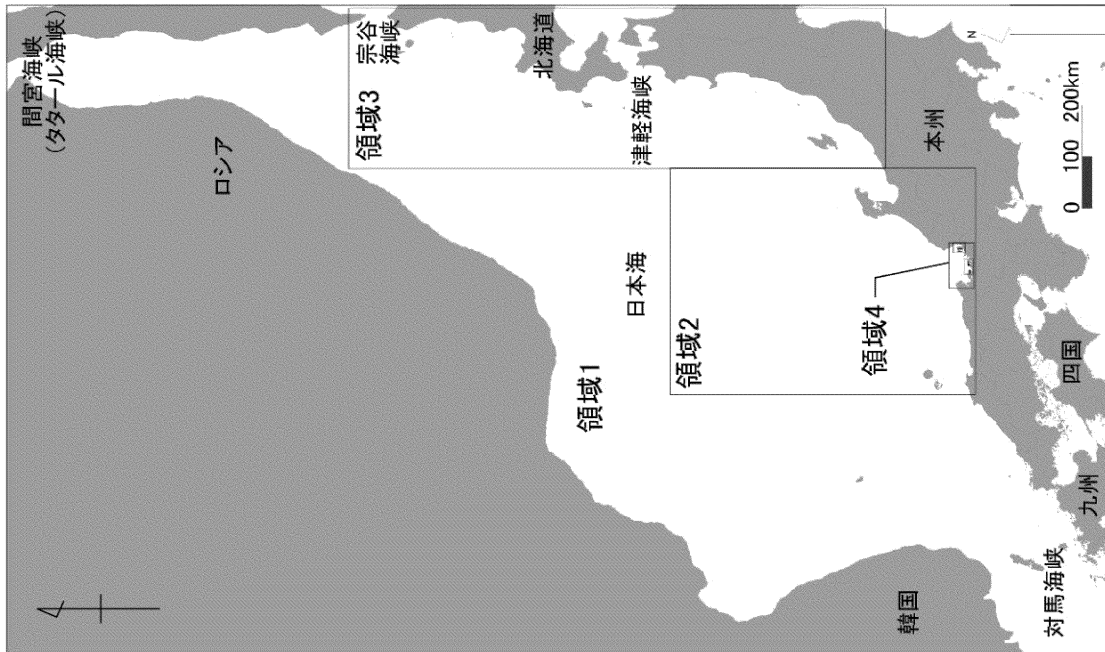 間宮海峡
(タタール海峡)
ロシア
宗谷
海峡
領域3
北海道
津軽海峡
日本海
領域1
領域2
領域4
本州
N
0 100 200km
四国
九州
韓国
対馬海峡